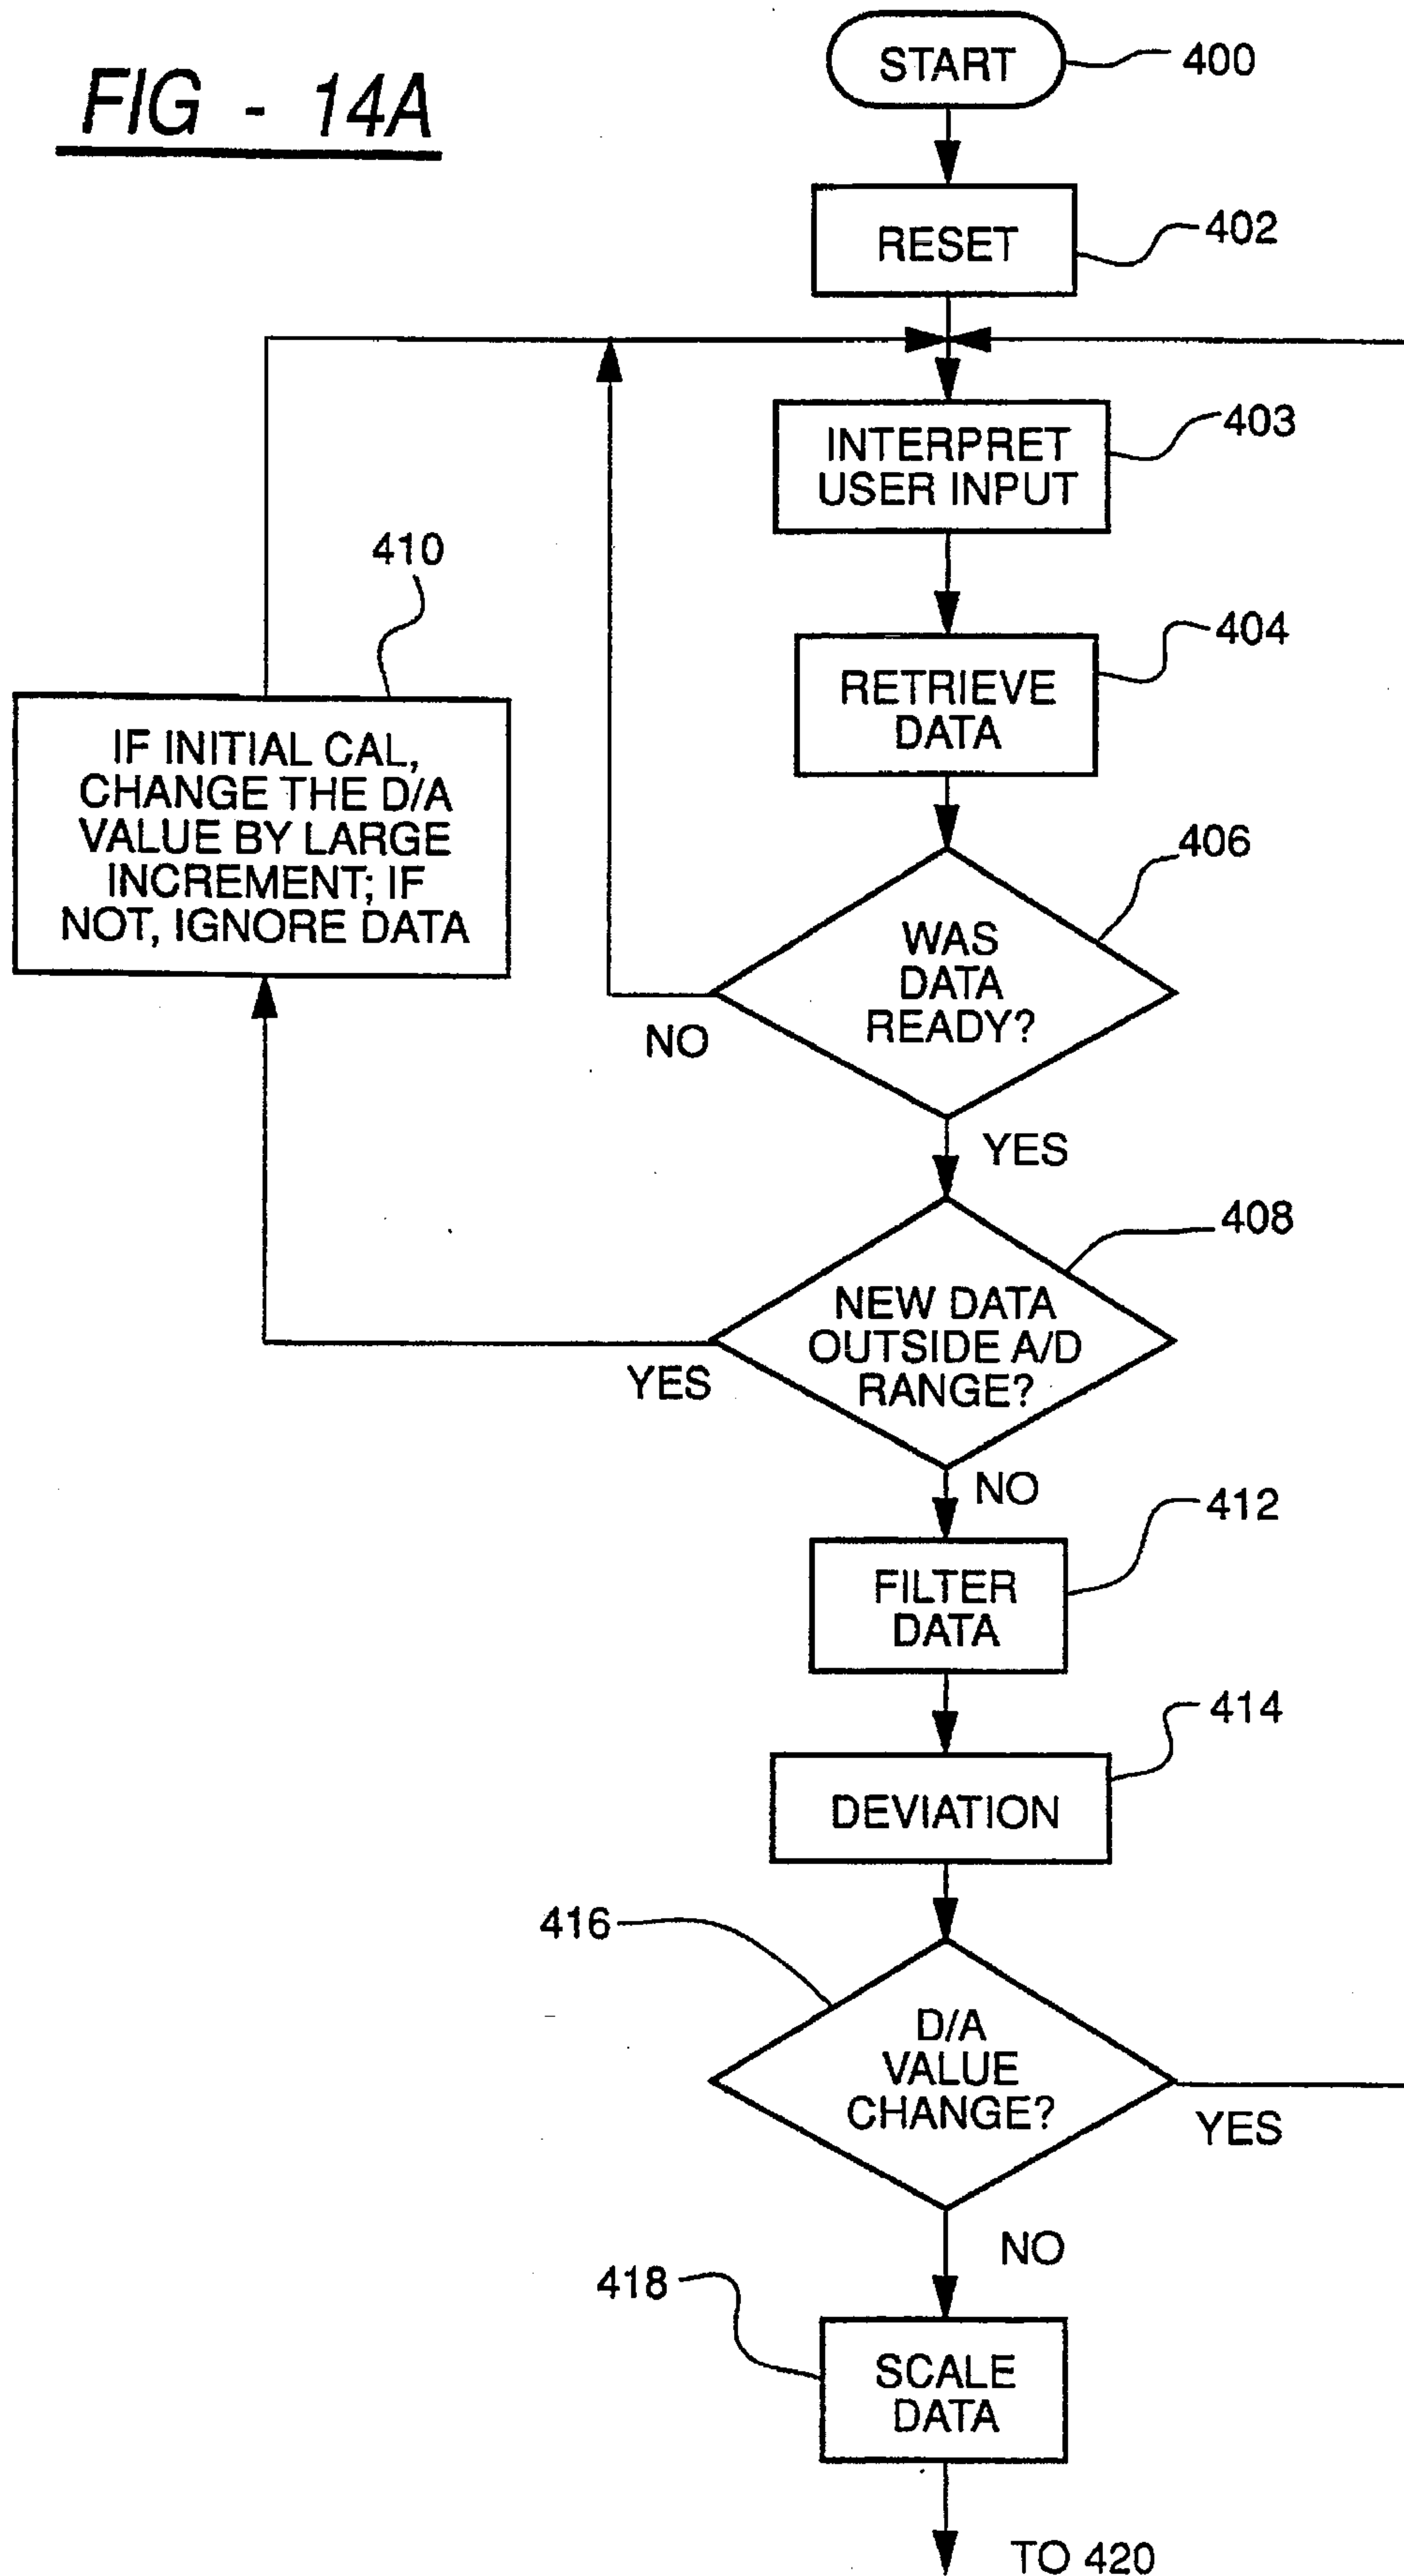 FIG - 14A
START
400
RESET
402
INTERPRET
USER INPUT
403
410
RETRIEVE
DATA
404
IF INITIAL CAL,
CHANGE THE D/A
VALUE BY LARGE
INCREMENT; IF
NOT, IGNORE DATA
406
WAS
DATA
READY?
NO
YES
408
NEW DATA
OUTSIDE A/D
RANGE?
YES
NO
412
FILTER
DATA
414
DEVIATION
416
D/A
VALUE
CHANGE?
YES
NO
418
SCALE
DATA
TO 420